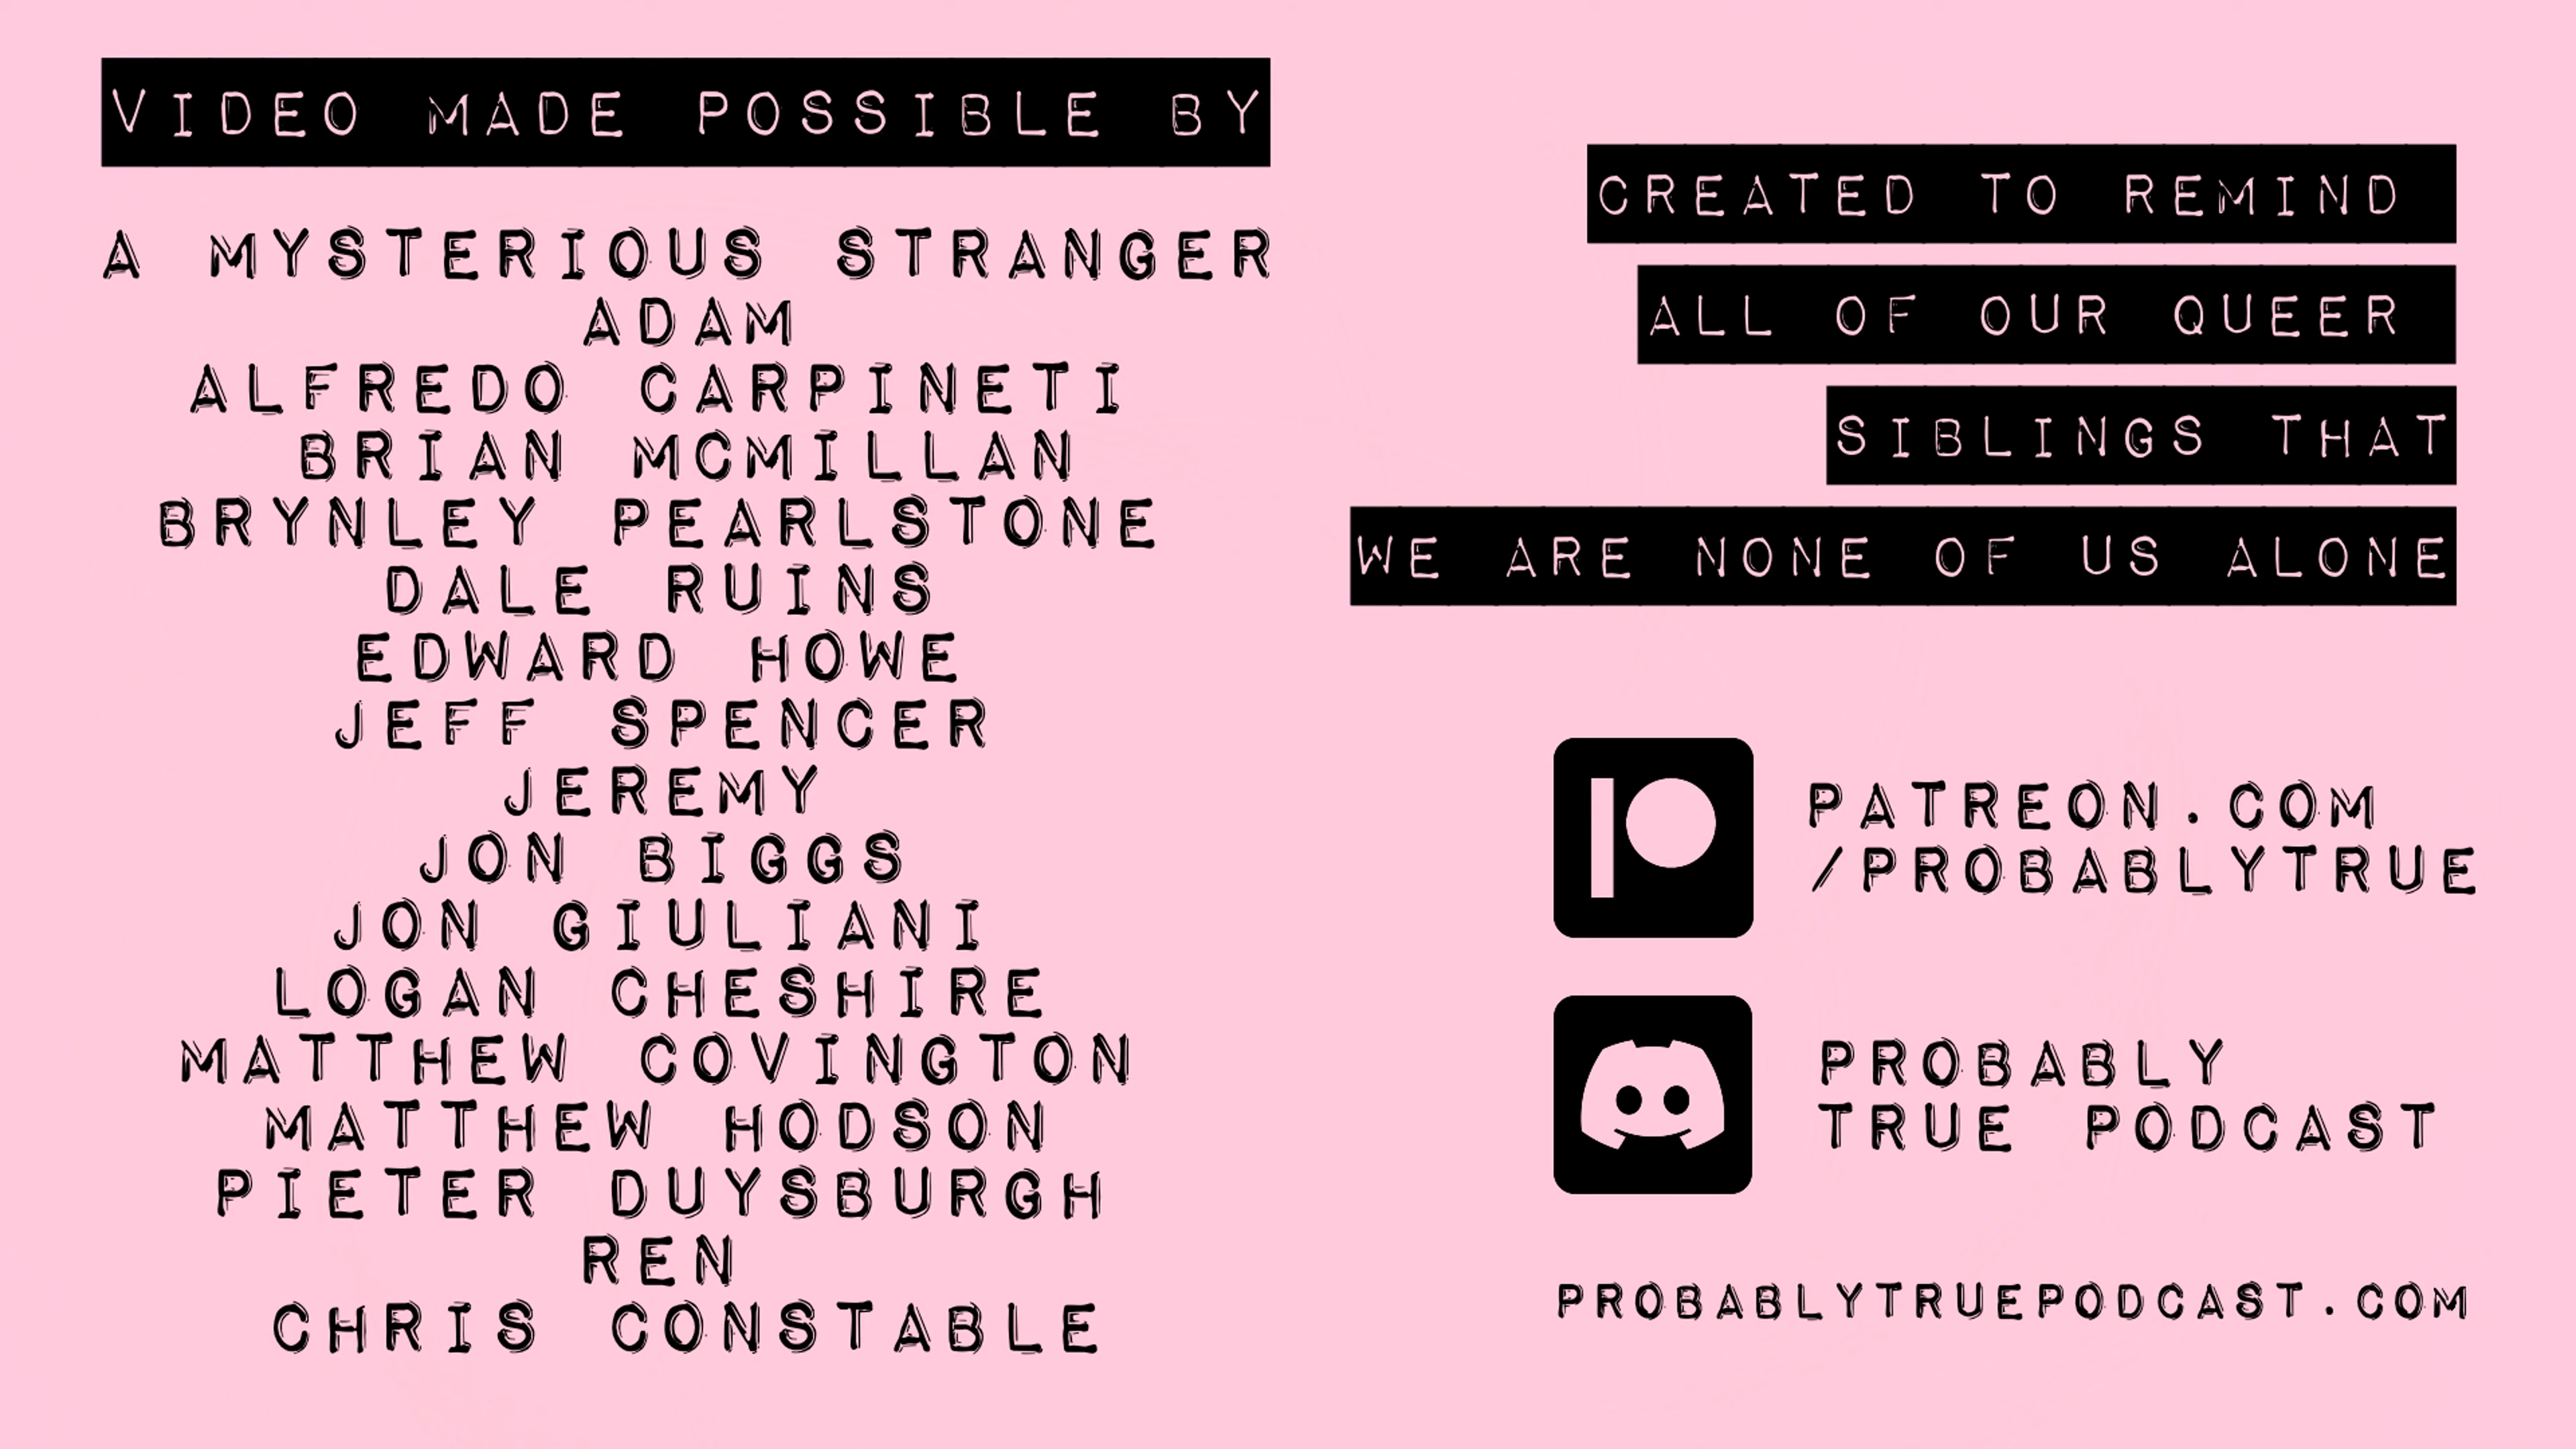 VIDEO MADE POSSIBLE BY
A MYSTERIOUS STRANGER
ADAM
ALFREDO CARPINETI
BRIAN MCMILLAN
BRYNLEY PEARLSTONE
DALE RUINS
EDWARD HOWE
JEFF SPENCER
JEREMY
JON BIGGS
JON GIULIANI
LOGAN CHESHIRE
MATTHEW COVINGTON
MATTHEW HODSON
PIETER DUYSBURGH
REN
CHRIS CONSTABLE
CREATED TO REMIND
ALL OF OUR QUEER
SIBLINGS THAT
WE ARE NONE OF US ALONE
PATREON.COM
/PROBABLYTRUE
PROBABLY
TRUE PODCAST
PROBABLYTRUEPODCAST.COM